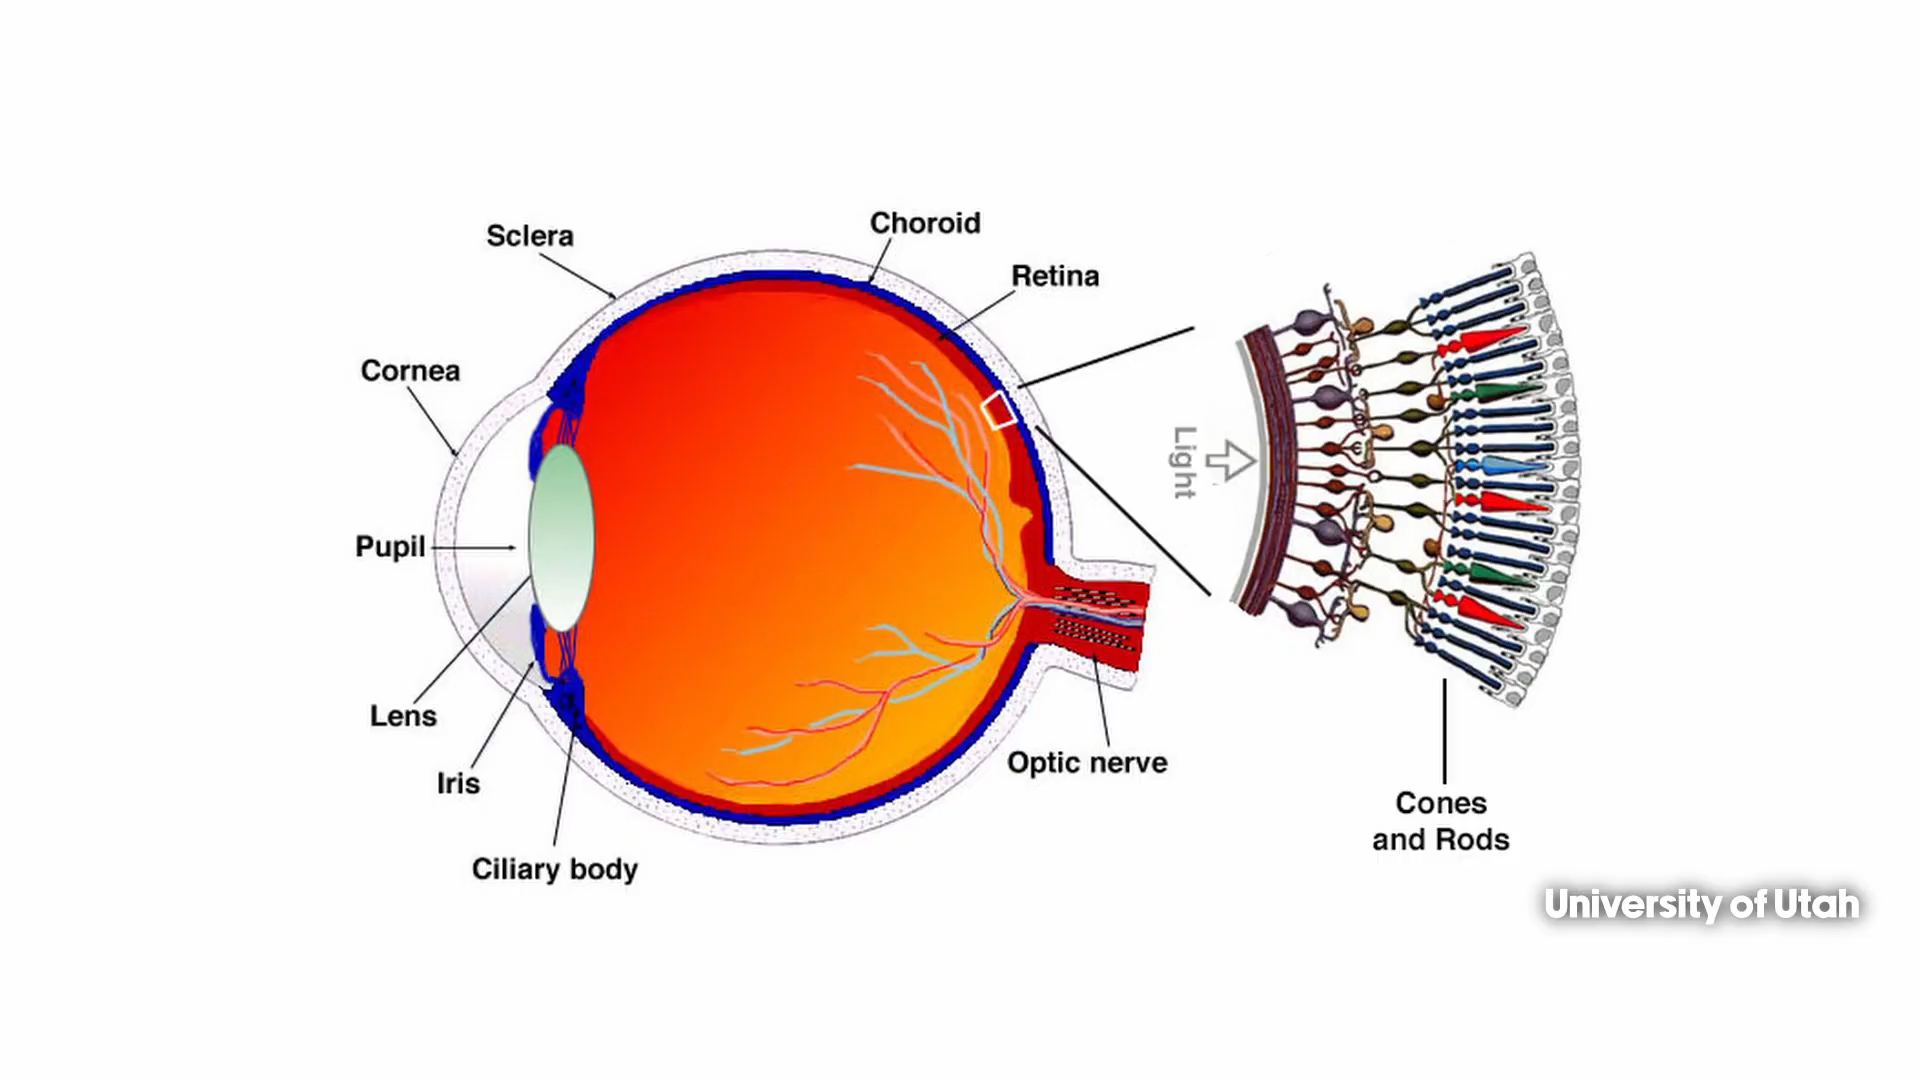 Choroid
Sclera
Retina
Cornea
Light
Pupil
Lens
Optic nerve
Iris
Cones
and Rods
Ciliary body
University of Utah